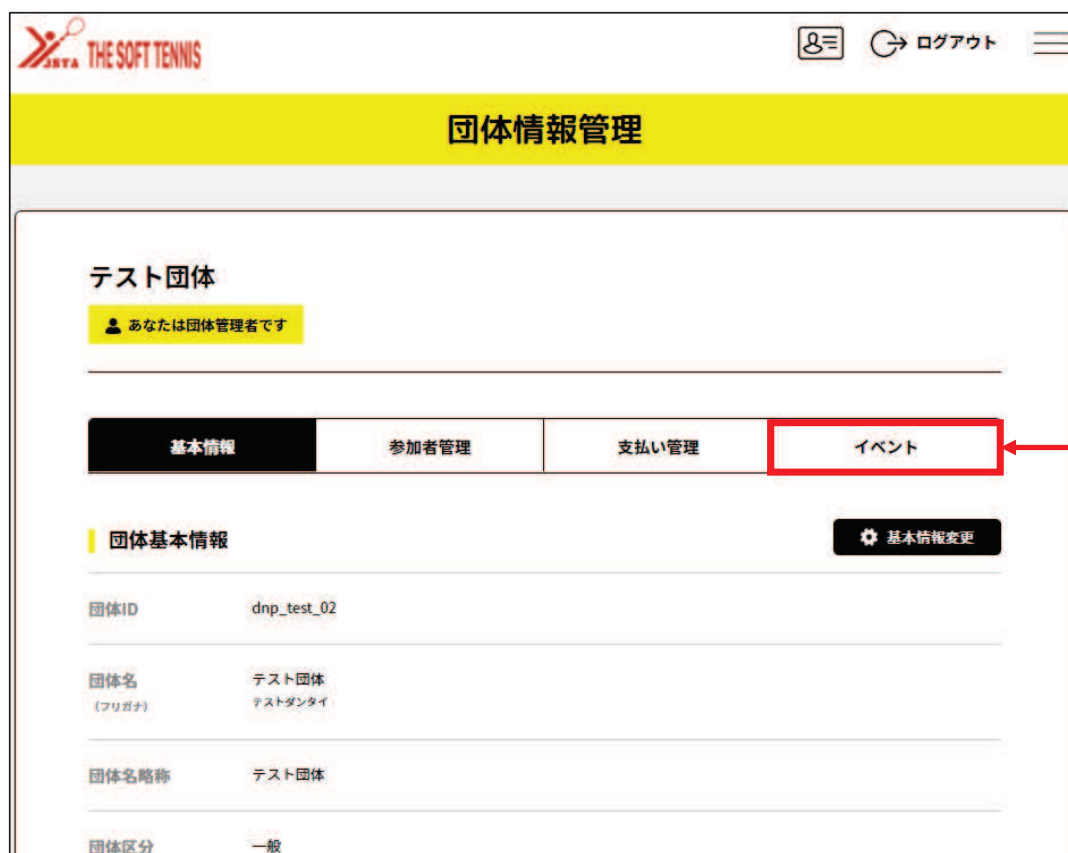 JSTA THE SOFT TENNIS
ログアウト
団体情報管理
テスト団体
あなたは団体管理者です
基本情報 参加者管理 支払い管理 イベント
団体基本情報
基本情報変更
団体ID dnp_test_02
団体名 テスト団体
(フリガナ) テストダンタイ
団体名略称 テスト団体
団体区分 一般